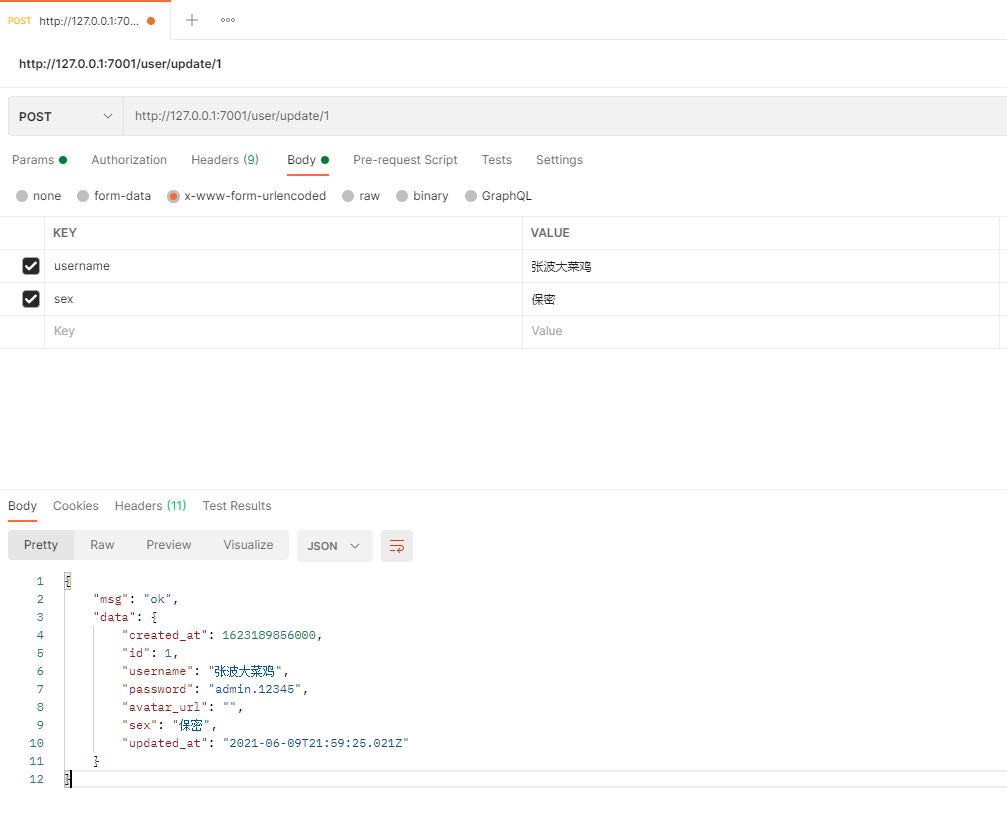 POST http://127.0.0.1:70...
http://127.0.0.1:7001/user/update/1
POST http://127.0.0.1:7001/user/update/1
Params Authorization Headers (9) Body Pre-request Script Tests Settings
none form-data x-www-form-urlencoded raw binary GraphQL
KEY VALUE
username 张波大菜鸡
sex 保密
Key Value
Body Cookies Headers (11) Test Results
Pretty Raw Preview Visualize JSON
1 {
2 "msg": "ok",
3 "data": {
4 "created_at": 1623189856000,
5 "id": 1,
6 "username": "张波大菜鸡",
7 "password": "admin.12345",
8 "avatar_url": "",
9 "sex": "保密",
10 "updated_at": "2021-06-09T21:59:25.021Z"
11 }
12 }